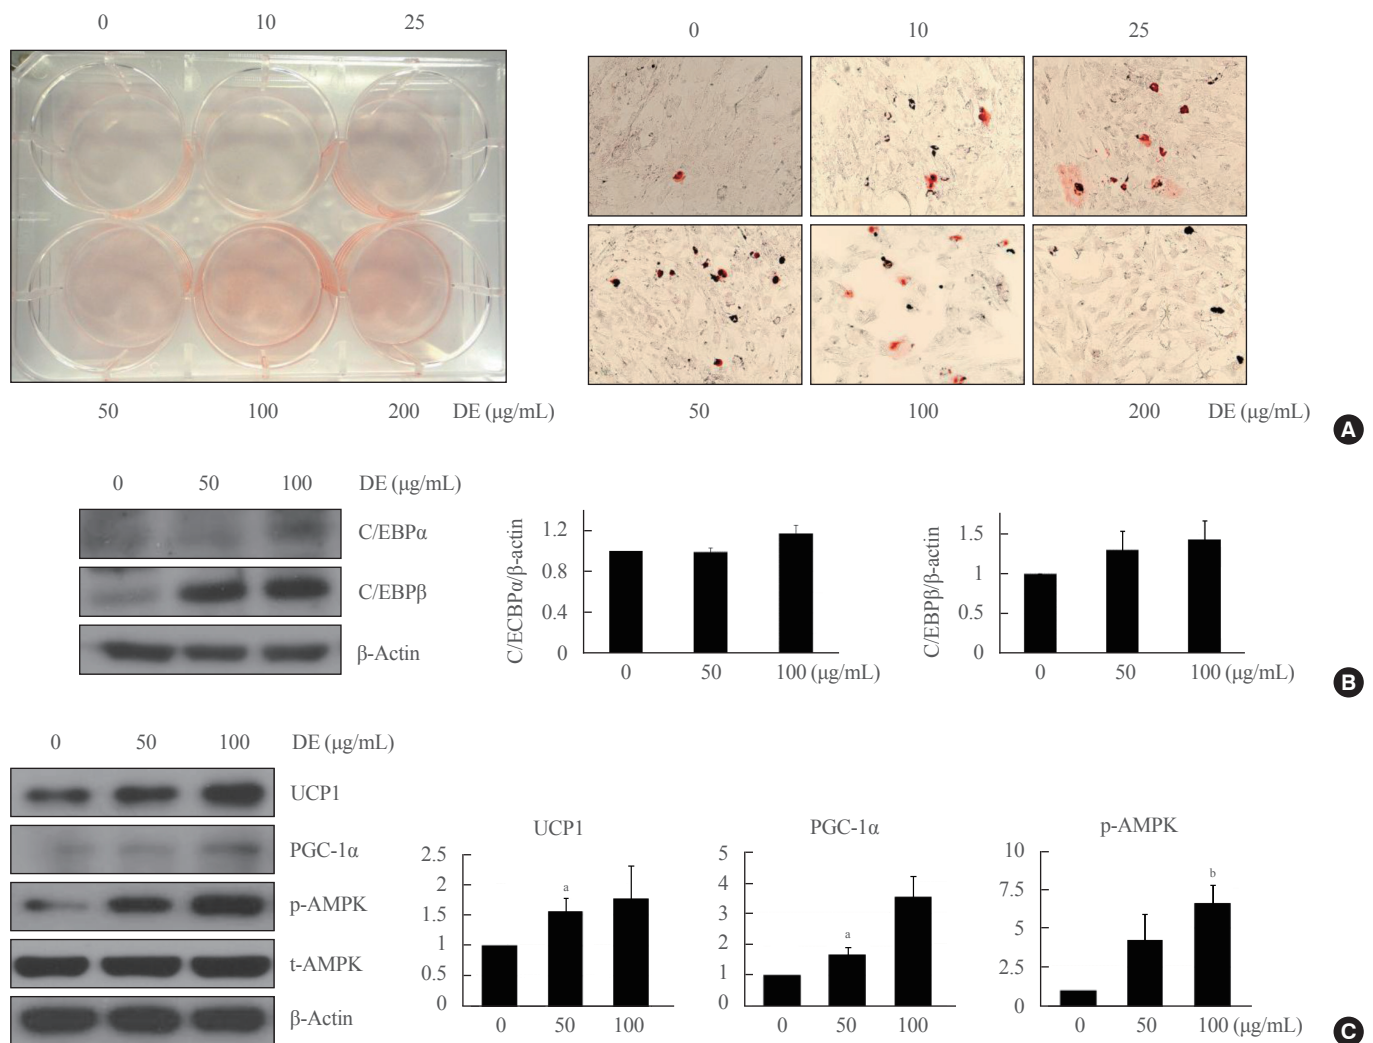 0 10 25
0 10 25
50 100 200 DE (μg/mL)
50 100 200 DE (μg/mL)
A
0 50 100 DE (μg/mL)
C/EBPα
C/EBPβ
β-Actin
C/ECBPα/β-actin
1.2
0.8
0.4
0
0 50 100 (μg/mL)
C/EBPβ/β-actin
1.5
1
0.5
0
0 50 100 (μg/mL)
B
0 50 100 DE (μg/mL)
UCP1
PGC-1α
p-AMPK
t-AMPK
β-Actin
UCP1
2.5
2
1.5
1
0.5
0
a
0 50 100
PGC-1α
5
4
3
2
1
0
a
0 50 100
p-AMPK
10
7.5
5
2.5
0
b
0 50 100 (μg/mL)
C